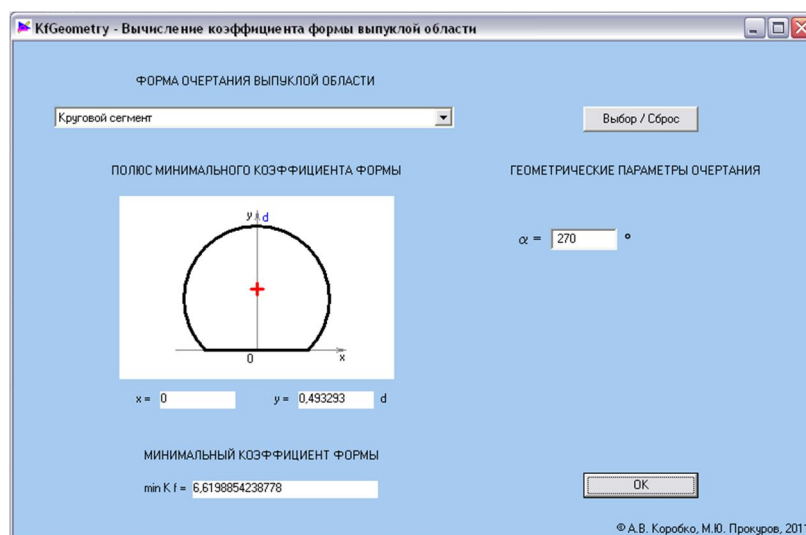 KfGeometry - Вычисление коэффициента формы выпуклой области
ФОРМА ОЧЕРТАНИЯ ВЫПУКЛОЙ ОБЛАСТИ
Круговой сегмент
Выбор / Сброс
ПОЛЮС МИНИМАЛЬНОГО КОЭФФИЦИЕНТА ФОРМЫ
ГЕОМЕТРИЧЕСКИЕ ПАРАМЕТРЫ ОЧЕРТАНИЯ
y d
α = 270 °
0 x
x = 0 y = 0,493293 d
МИНИМАЛЬНЫЙ КОЭФФИЦИЕНТ ФОРМЫ
min K f = 6,6198854238778
OK
© А.В. Коробко, М.Ю. Прокуров, 2011